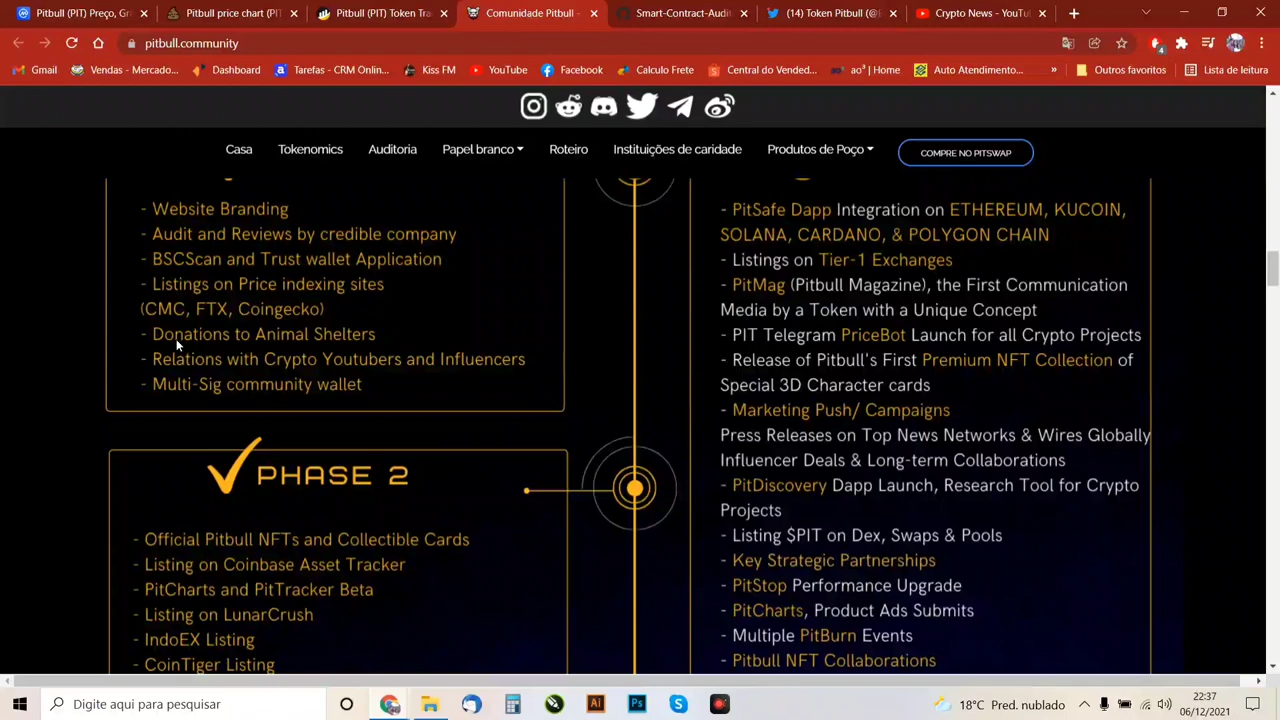 Pitbull (PIT) Preço, Gr
Pitbull price chart (PIT
Pitbull (PIT) Token Tra
Comunidade Pitbull -
Smart-Contract-Audi
(14) Token Pitbull (@
Crypto News - YouTu
pitbull.community
Gmail
Vendas - Mercado...
Dashboard
Tarefas - CRM Onlin...
Kiss FM
YouTube
Facebook
Calculo Frete
Central do Vended...
ao³ | Home
Auto Atendimento...
»
Outros favoritos
Lista de leitura
Casa
Tokenomics
Auditoria
Papel branco
Roteiro
Instituições de caridade
Produtos de Poço
COMPRE NO PITSWAP
- Website Branding
- Audit and Reviews by credible company
- BSCScan and Trust wallet Application
- Listings on Price indexing sites
(CMC, FTX, Coingecko)
- Donations to Animal Shelters
- Relations with Crypto Youtubers and Influencers
- Multi-Sig community wallet
PHASE 2
- Official Pitbull NFTs and Collectible Cards
- Listing on Coinbase Asset Tracker
- PitCharts and PitTracker Beta
- Listing on LunarCrush
- IndoEX Listing
- CoinTiger Listing
- PitSafe Dapp Integration on ETHEREUM, KUCOIN,
SOLANA, CARDANO, & POLYGON CHAIN
- Listings on Tier-1 Exchanges
- PitMag (Pitbull Magazine), the First Communication
Media by a Token with a Unique Concept
- PIT Telegram PriceBot Launch for all Crypto Projects
- Release of Pitbull's First Premium NFT Collection of
Special 3D Character cards
- Marketing Push/ Campaigns
Press Releases on Top News Networks & Wires Globally
Influencer Deals & Long-term Collaborations
- PitDiscovery Dapp Launch, Research Tool for Crypto
Projects
- Listing $PIT on Dex, Swaps & Pools
- Key Strategic Partnerships
- PitStop Performance Upgrade
- PitCharts, Product Ads Submits
- Multiple PitBurn Events
- Pitbull NFT Collaborations
Digite aqui para pesquisar
18°C Pred. nublado
22:37
06/12/2021